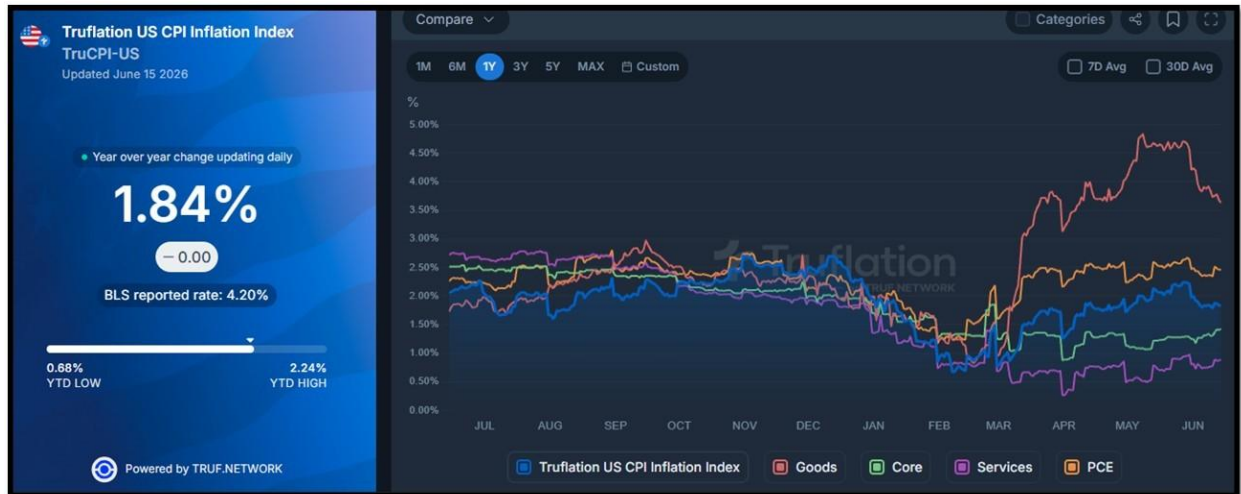 Truflation US CPI Inflation Index
TruCPI-US
Updated June 15 2026
Year over year change updating daily
1.84%
− 0.00
BLS reported rate: 4.20%
0.68%
YTD LOW
2.24%
YTD HIGH
Powered by TRUF.NETWORK
Compare
Categories
1M 6M 1Y 3Y 5Y MAX Custom
7D Avg 30D Avg
%
5.00%
4.50%
4.00%
3.50%
3.00%
2.50%
2.00%
1.50%
1.00%
0.50%
0.00%
Truflation
TRUF.NETWORK
JUL AUG SEP OCT NOV DEC JAN FEB MAR APR MAY JUN
Truflation US CPI Inflation Index Goods Core Services PCE